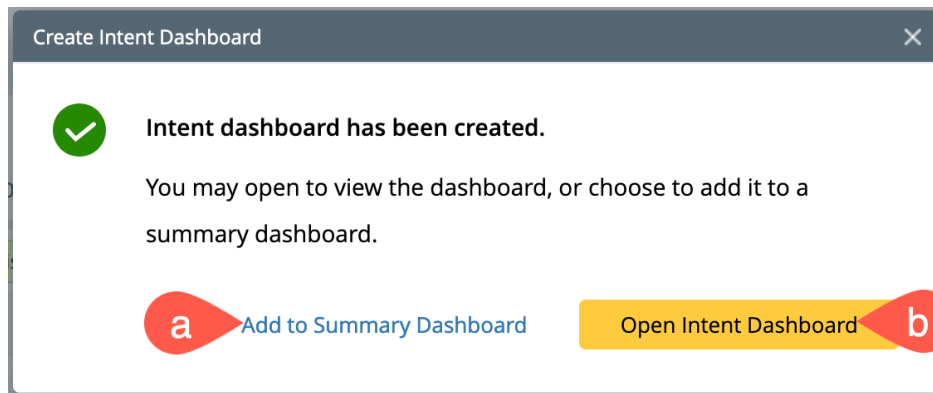 Create Intent Dashboard
Intent dashboard has been created.
You may open to view the dashboard, or choose to add it to a
summary dashboard.
a Add to Summary Dashboard Open Intent Dashboard b